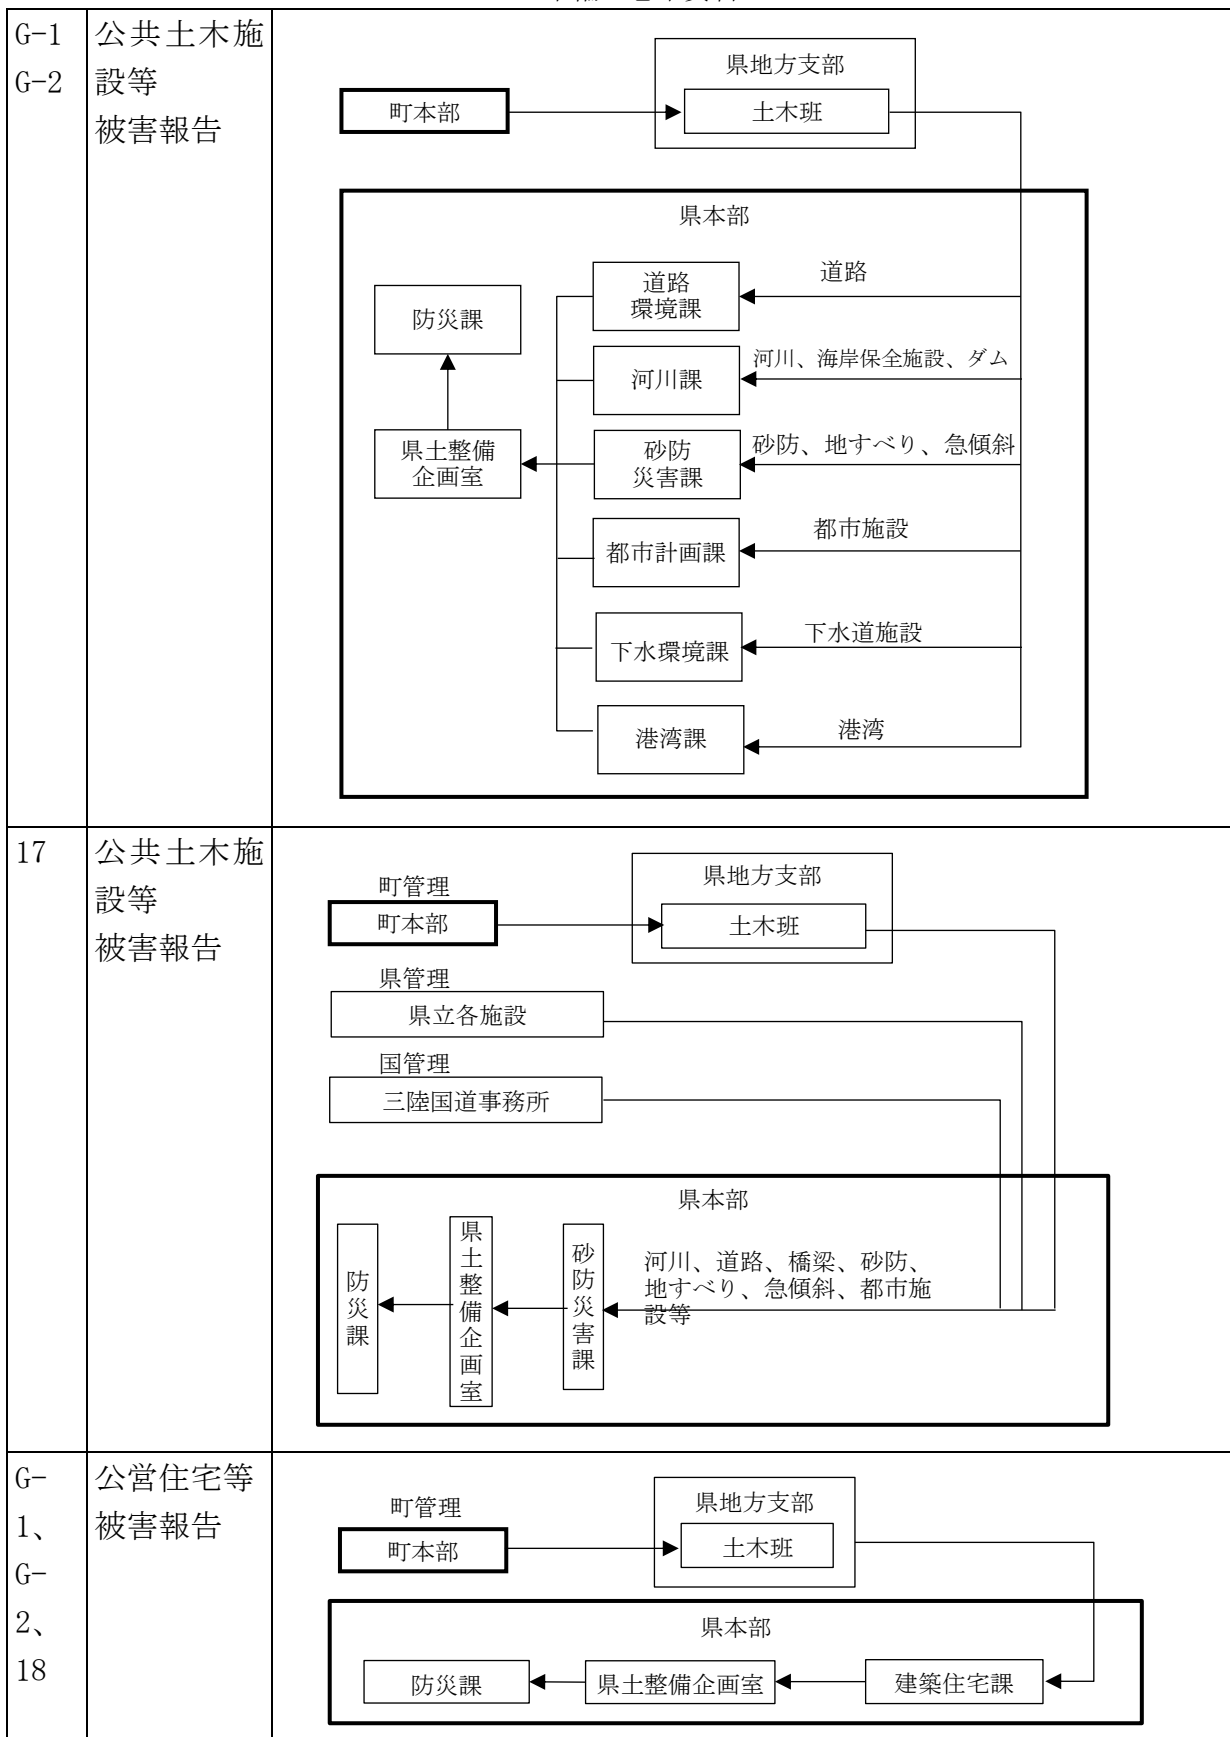 G-1
G-2
公共土木施
設等
被害報告
県地方支部
町本部
土木班
県本部
道路
環境課
道路
防災課
河川課
河川、海岸保全施設、ダム
県土整備
企画室
砂防
災害課
砂防、地すべり、急傾斜
都市計画課
都市施設
下水環境課
下水道施設
港湾課
港湾
17
公共土木施
設等
被害報告
県地方支部
町管理
町本部
土木班
県管理
県立各施設
国管理
三陸国道事務所
県本部
防災課
県土整備企画室
砂防災害課
河川、道路、橋梁、砂防、
地すべり、急傾斜、都市施
設等
G-
1、
G-
2、
18
公営住宅等
被害報告
県地方支部
町管理
町本部
土木班
県本部
防災課
県土整備企画室
建築住宅課